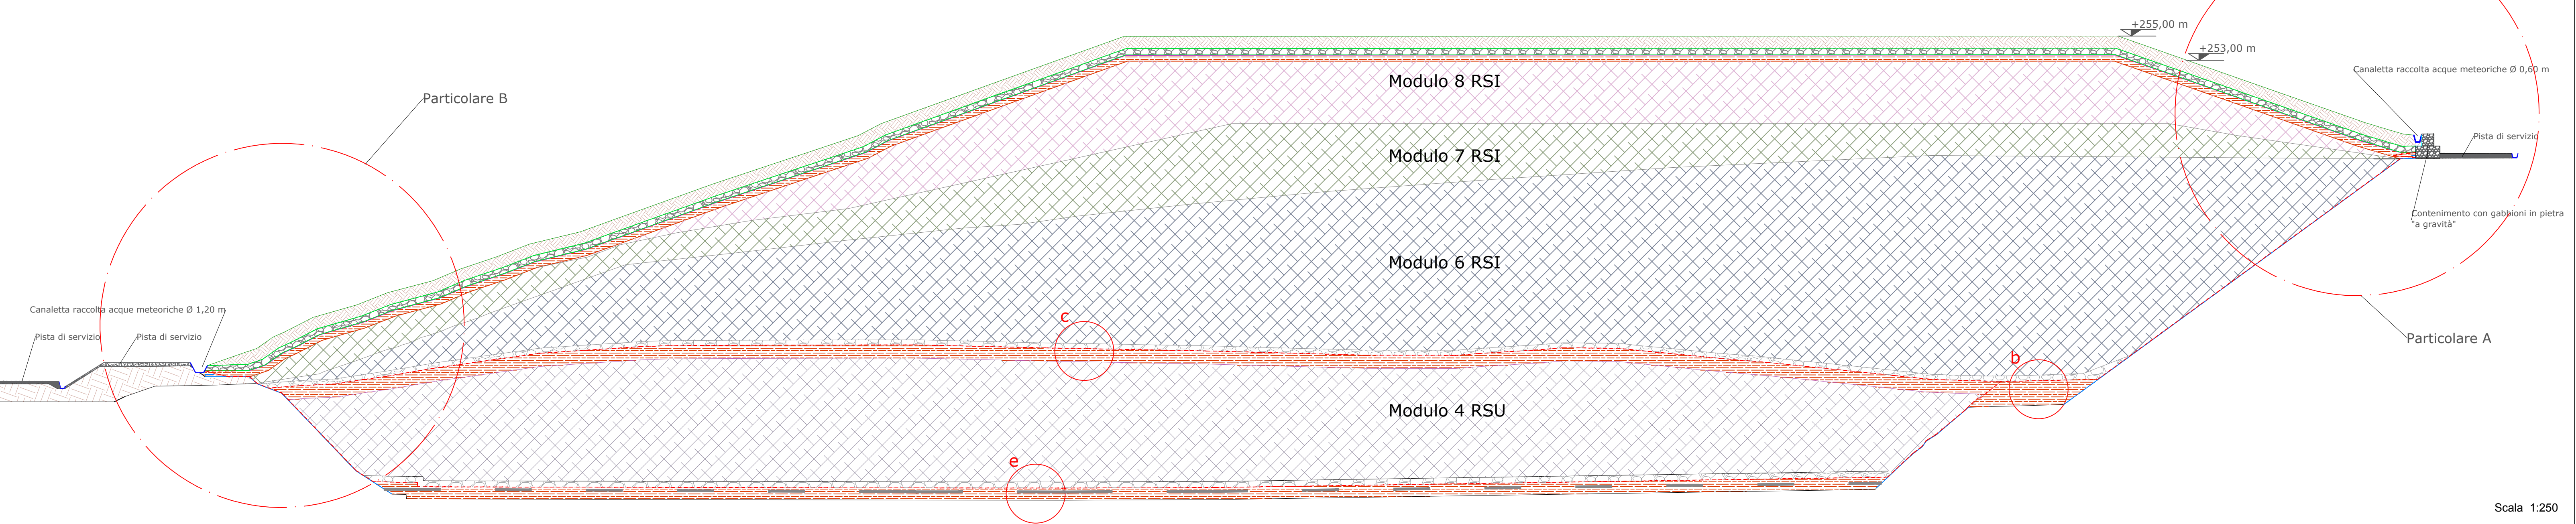 +255,00 m
+253,00 m
Canaletta raccolta acque meteoriche Ø 0,60 m
Modulo 8 RSI
Particolare B
Pista di servizio
Modulo 7 RSI
Contenimento con gabbioni in pietra
"a gravità"
Modulo 6 RSI
Canaletta raccolta acque meteoriche Ø 1,20 m
c
Pista di servizio
Pista di servizio
Particolare A
b
Modulo 4 RSU
e
Scala 1:250